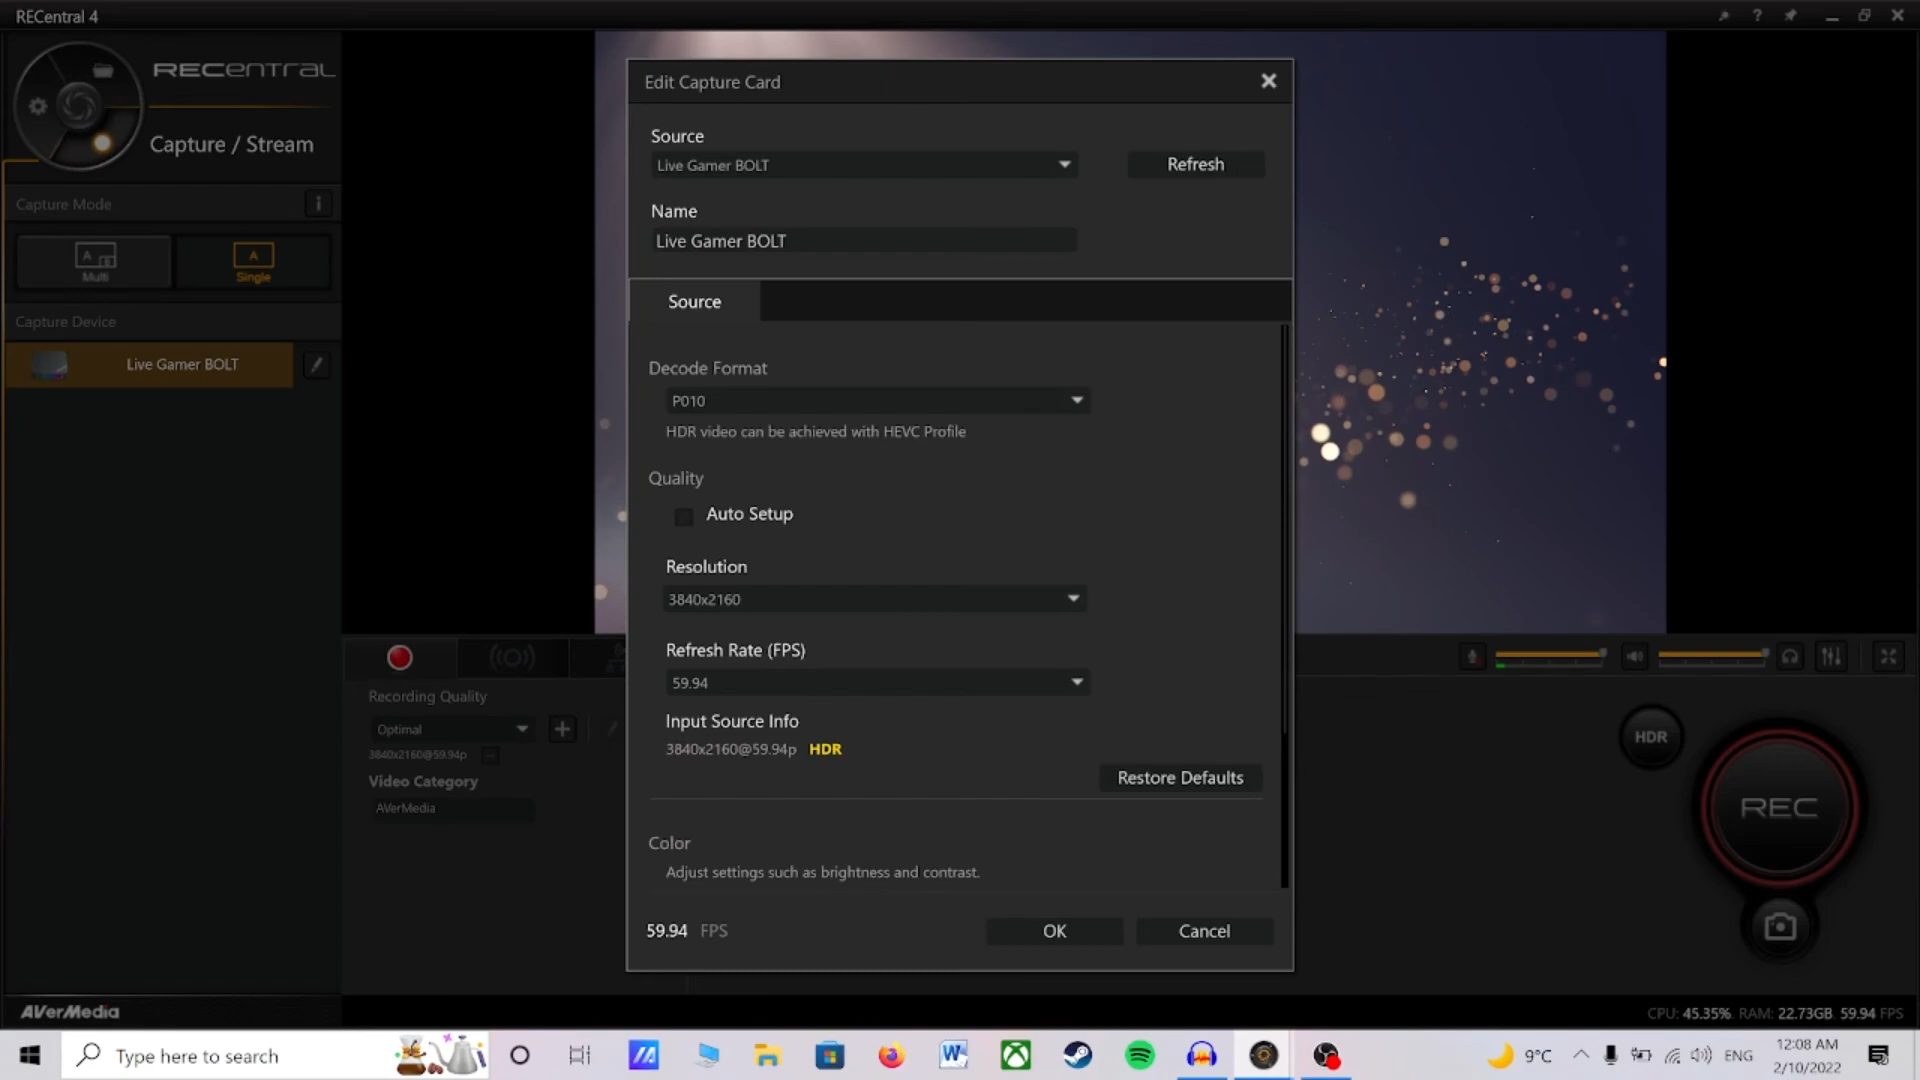 RECentral 4
?
RECentral
Capture / Stream
Capture Mode
i
A B
Multi
A
Single
Capture Device
Live Gamer BOLT
Edit Capture Card
Source
Live Gamer BOLT
Refresh
Name
Live Gamer BOLT
Source
Decode Format
P010
HDR video can be achieved with HEVC Profile
Quality
Auto Setup
Resolution
3840x2160
Refresh Rate (FPS)
59.94
Input Source Info
3840x2160@59.94p HDR
Restore Defaults
Color
Adjust settings such as brightness and contrast.
59.94 FPS
OK
Cancel
Recording Quality
Optimal
3840x2160@59.94p
Video Category
AVerMedia
HDR
REC
AVerMedia
CPU: 45.35% RAM: 22.73GB 59.94 FPS
Type here to search
9°C
ENG
12:08 AM
2/10/2022